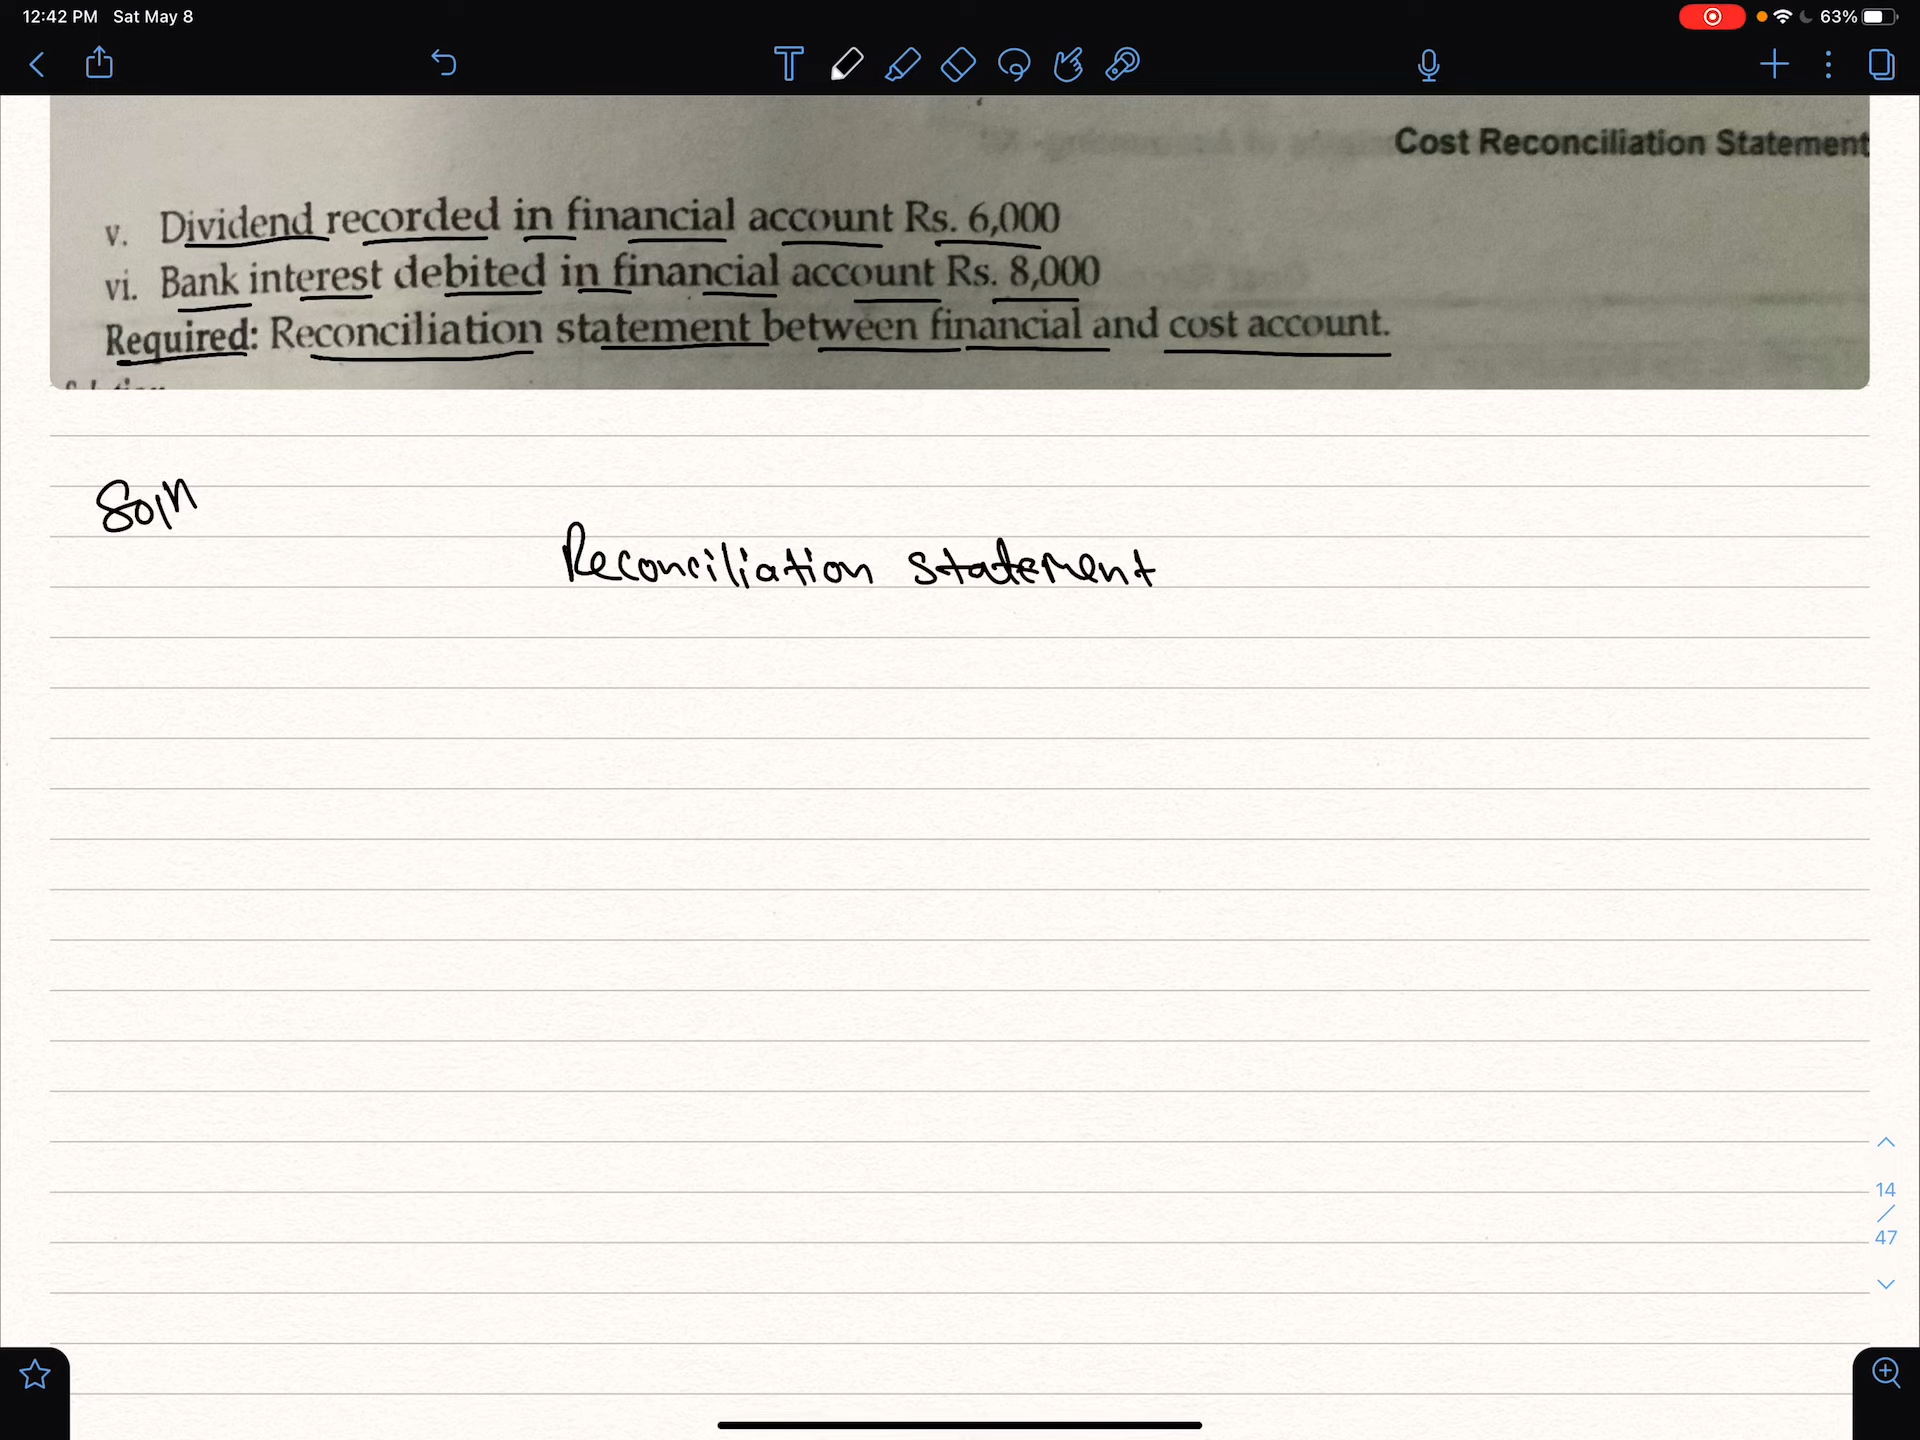 12:42 PM Sat May 8
63%
Cost Reconciliation Statement
v. Dividend recorded in financial account Rs. 6,000
vi. Bank interest debited in financial account Rs. 8,000
Required: Reconciliation statement between financial and cost account.
Soln
Reconciliation statement
14
/
47